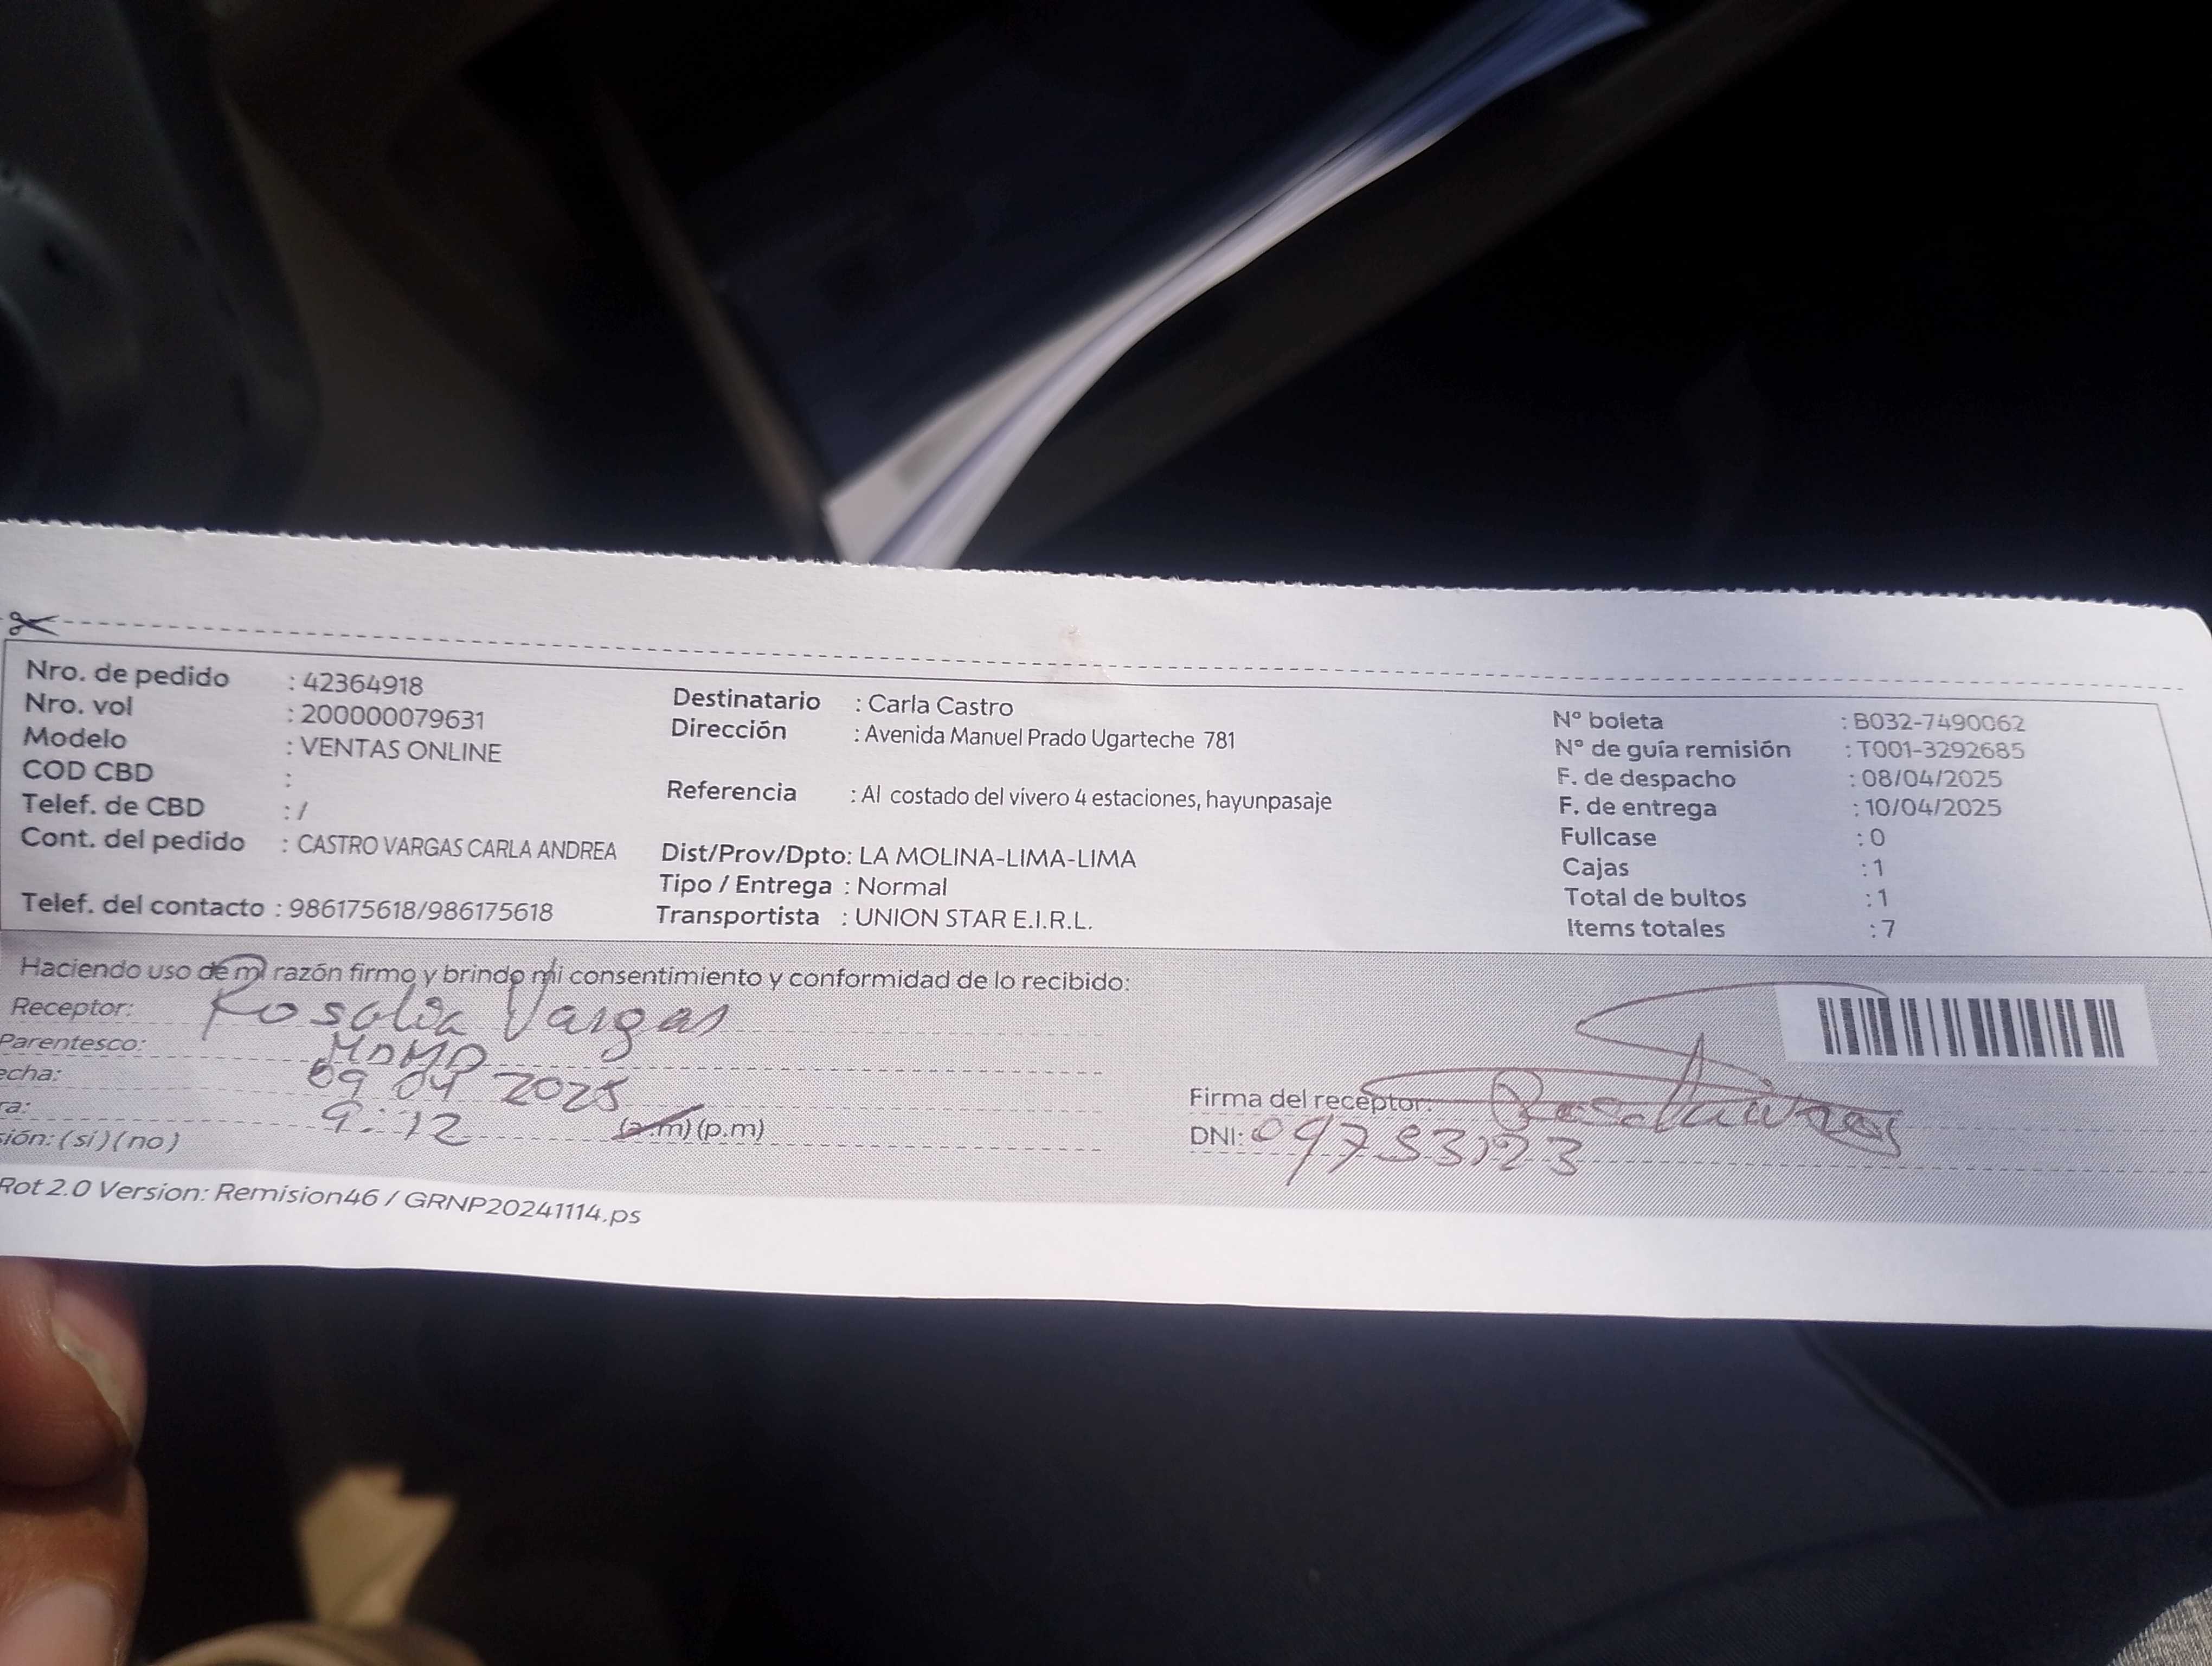 Nro. de pedido : 42364918
Nro. vol : 200000079631
Modelo : VENTAS ONLINE
COD CBD :
Telef. de CBD : /
Cont. del pedido : CASTRO VARGAS CARLA ANDREA
Telef. del contacto : 986175618/986175618
Destinatario : Carla Castro
Dirección : Avenida Manuel Prado Ugarteche 781
Referencia : Al costado del vivero 4 estaciones, hayunpasaje
Dist/Prov/Dpto: LA MOLINA-LIMA-LIMA
Tipo / Entrega : Normal
Transportista : UNION STAR E.I.R.L.
Nº boleta : B032-7490062
Nº de guía remisión : T001-3292685
F. de despacho : 08/04/2025
F. de entrega : 10/04/2025
Fullcase : 0
Cajas : 1
Total de bultos : 1
Items totales : 7
Haciendo uso de mi razón firmo y brindo mi consentimiento y conformidad de lo recibido:
Receptor: Rosalia Vargas
Parentesco: MAMA
echa: 09 04 2025
ra: 9:12 (a.m) (p.m)
sión: (si) (no)
Firma del receptor:
DNI:
Rot 2.0 Version: Remision46 / GRNP20241114.ps